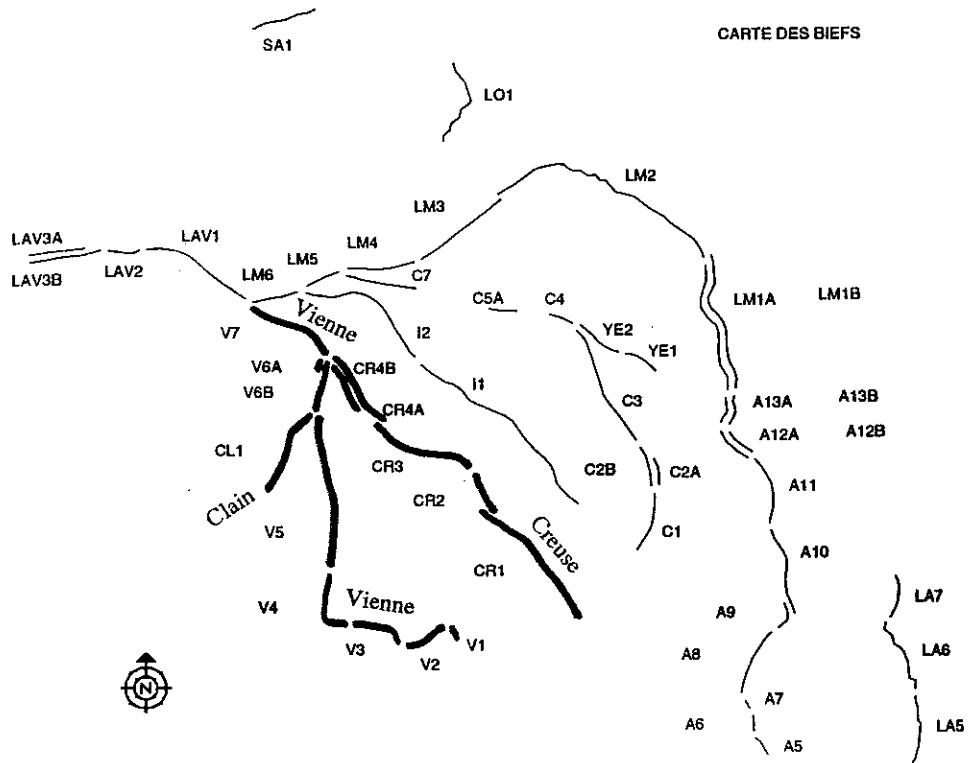 CARTE DES BIEFS
SA1
LO1
LM2
LM3
LAV3A
LAV1
LM4
LAV3B
LAV2
LM5
C7
LM6
C5A
C4
LM1A
LM1B
Vienne
V7
I2
YE2
YE1
V6A
CR4B
V6B
I1
CR4A
C3
A13A
A13B
A12A
A12B
CL1
CR3
C2B
C2A
CR2
A11
Clain
V5
C1
Creuse
A10
CR1
V4
Vienne
A9
LA7
V3
V2
V1
A8
LA6
N
A7
A6
LA5
A5